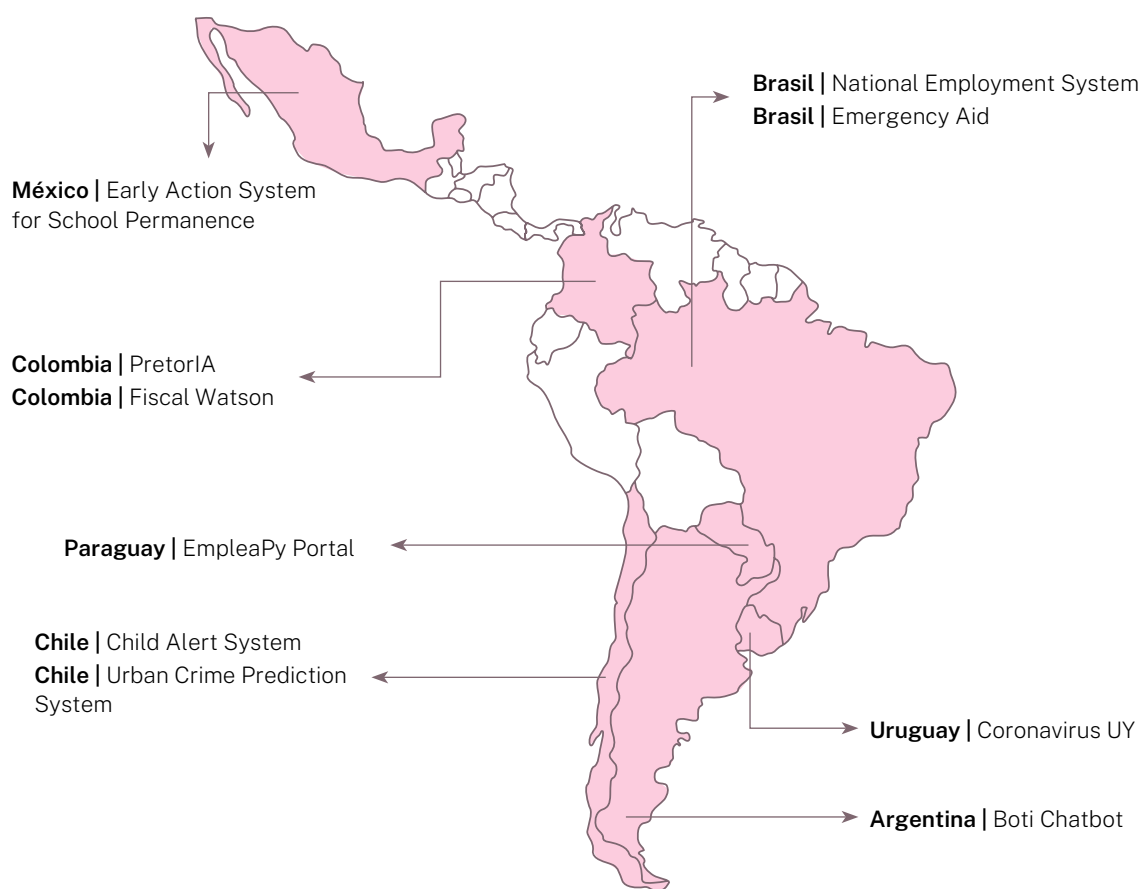 Brasil | National Employment System
Brasil | Emergency Aid
México | Early Action System
for School Permanence
Colombia | PretorIA
Colombia | Fiscal Watson
Paraguay | EmpleaPy Portal
Chile | Child Alert System
Chile | Urban Crime Prediction
System
Uruguay | Coronavirus UY
Argentina | Boti Chatbot